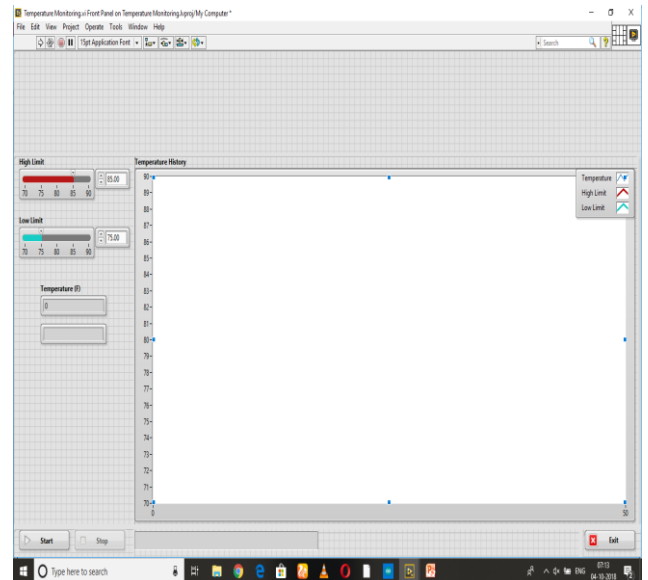 Temperature Monitoring.vi Front Panel on Temperature Monitoring.lvproj/My Computer *
File Edit View Project Operate Tools Window Help
15pt Application Font
Search
High Limit
85.00
70 75 80 85 90
Low Limit
75.00
70 75 80 85 90
Temperature (F)
0
Temperature History
Temperature
High Limit
Low Limit
90
89
88
87
86
85
84
83
82
81
80
79
78
77
76
75
74
73
72
71
70
0 50
Start Stop Exit
Type here to search
ENG
07:13
04-10-2018